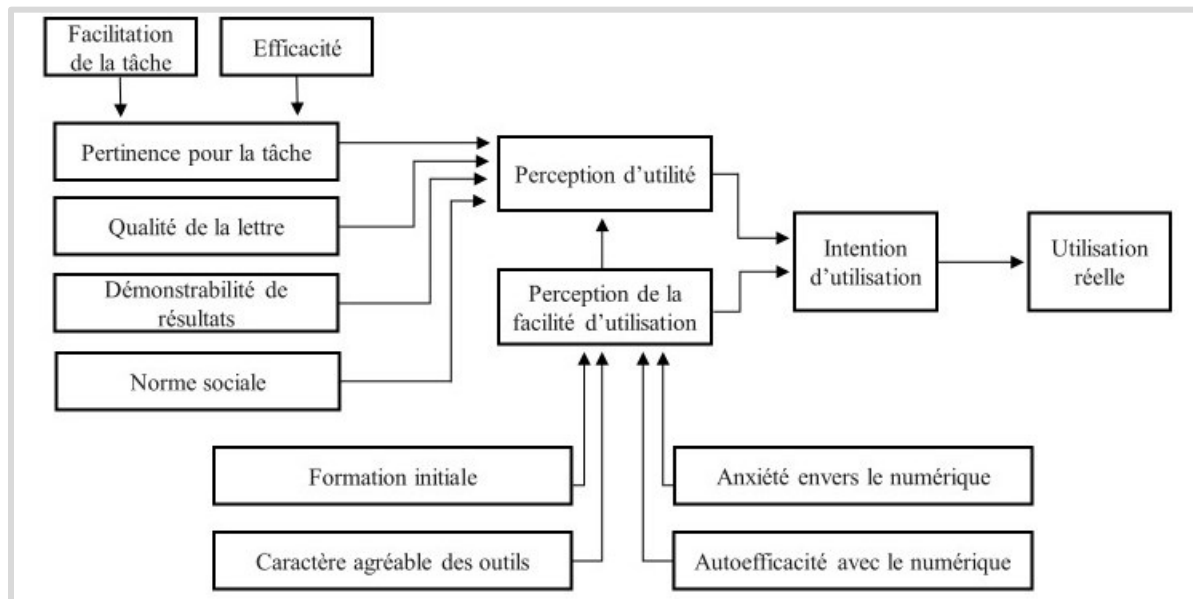 Facilitation
de la tâche
Efficacité
Pertinence pour la tâche
Perception d'utilité
Qualité de la lettre
Intention
d'utilisation
Utilisation
réelle
Démonstrabilité de
résultats
Perception de la
facilité d'utilisation
Norme sociale
Formation initiale
Anxiété envers le numérique
Caractère agréable des outils
Autoefficacité avec le numérique